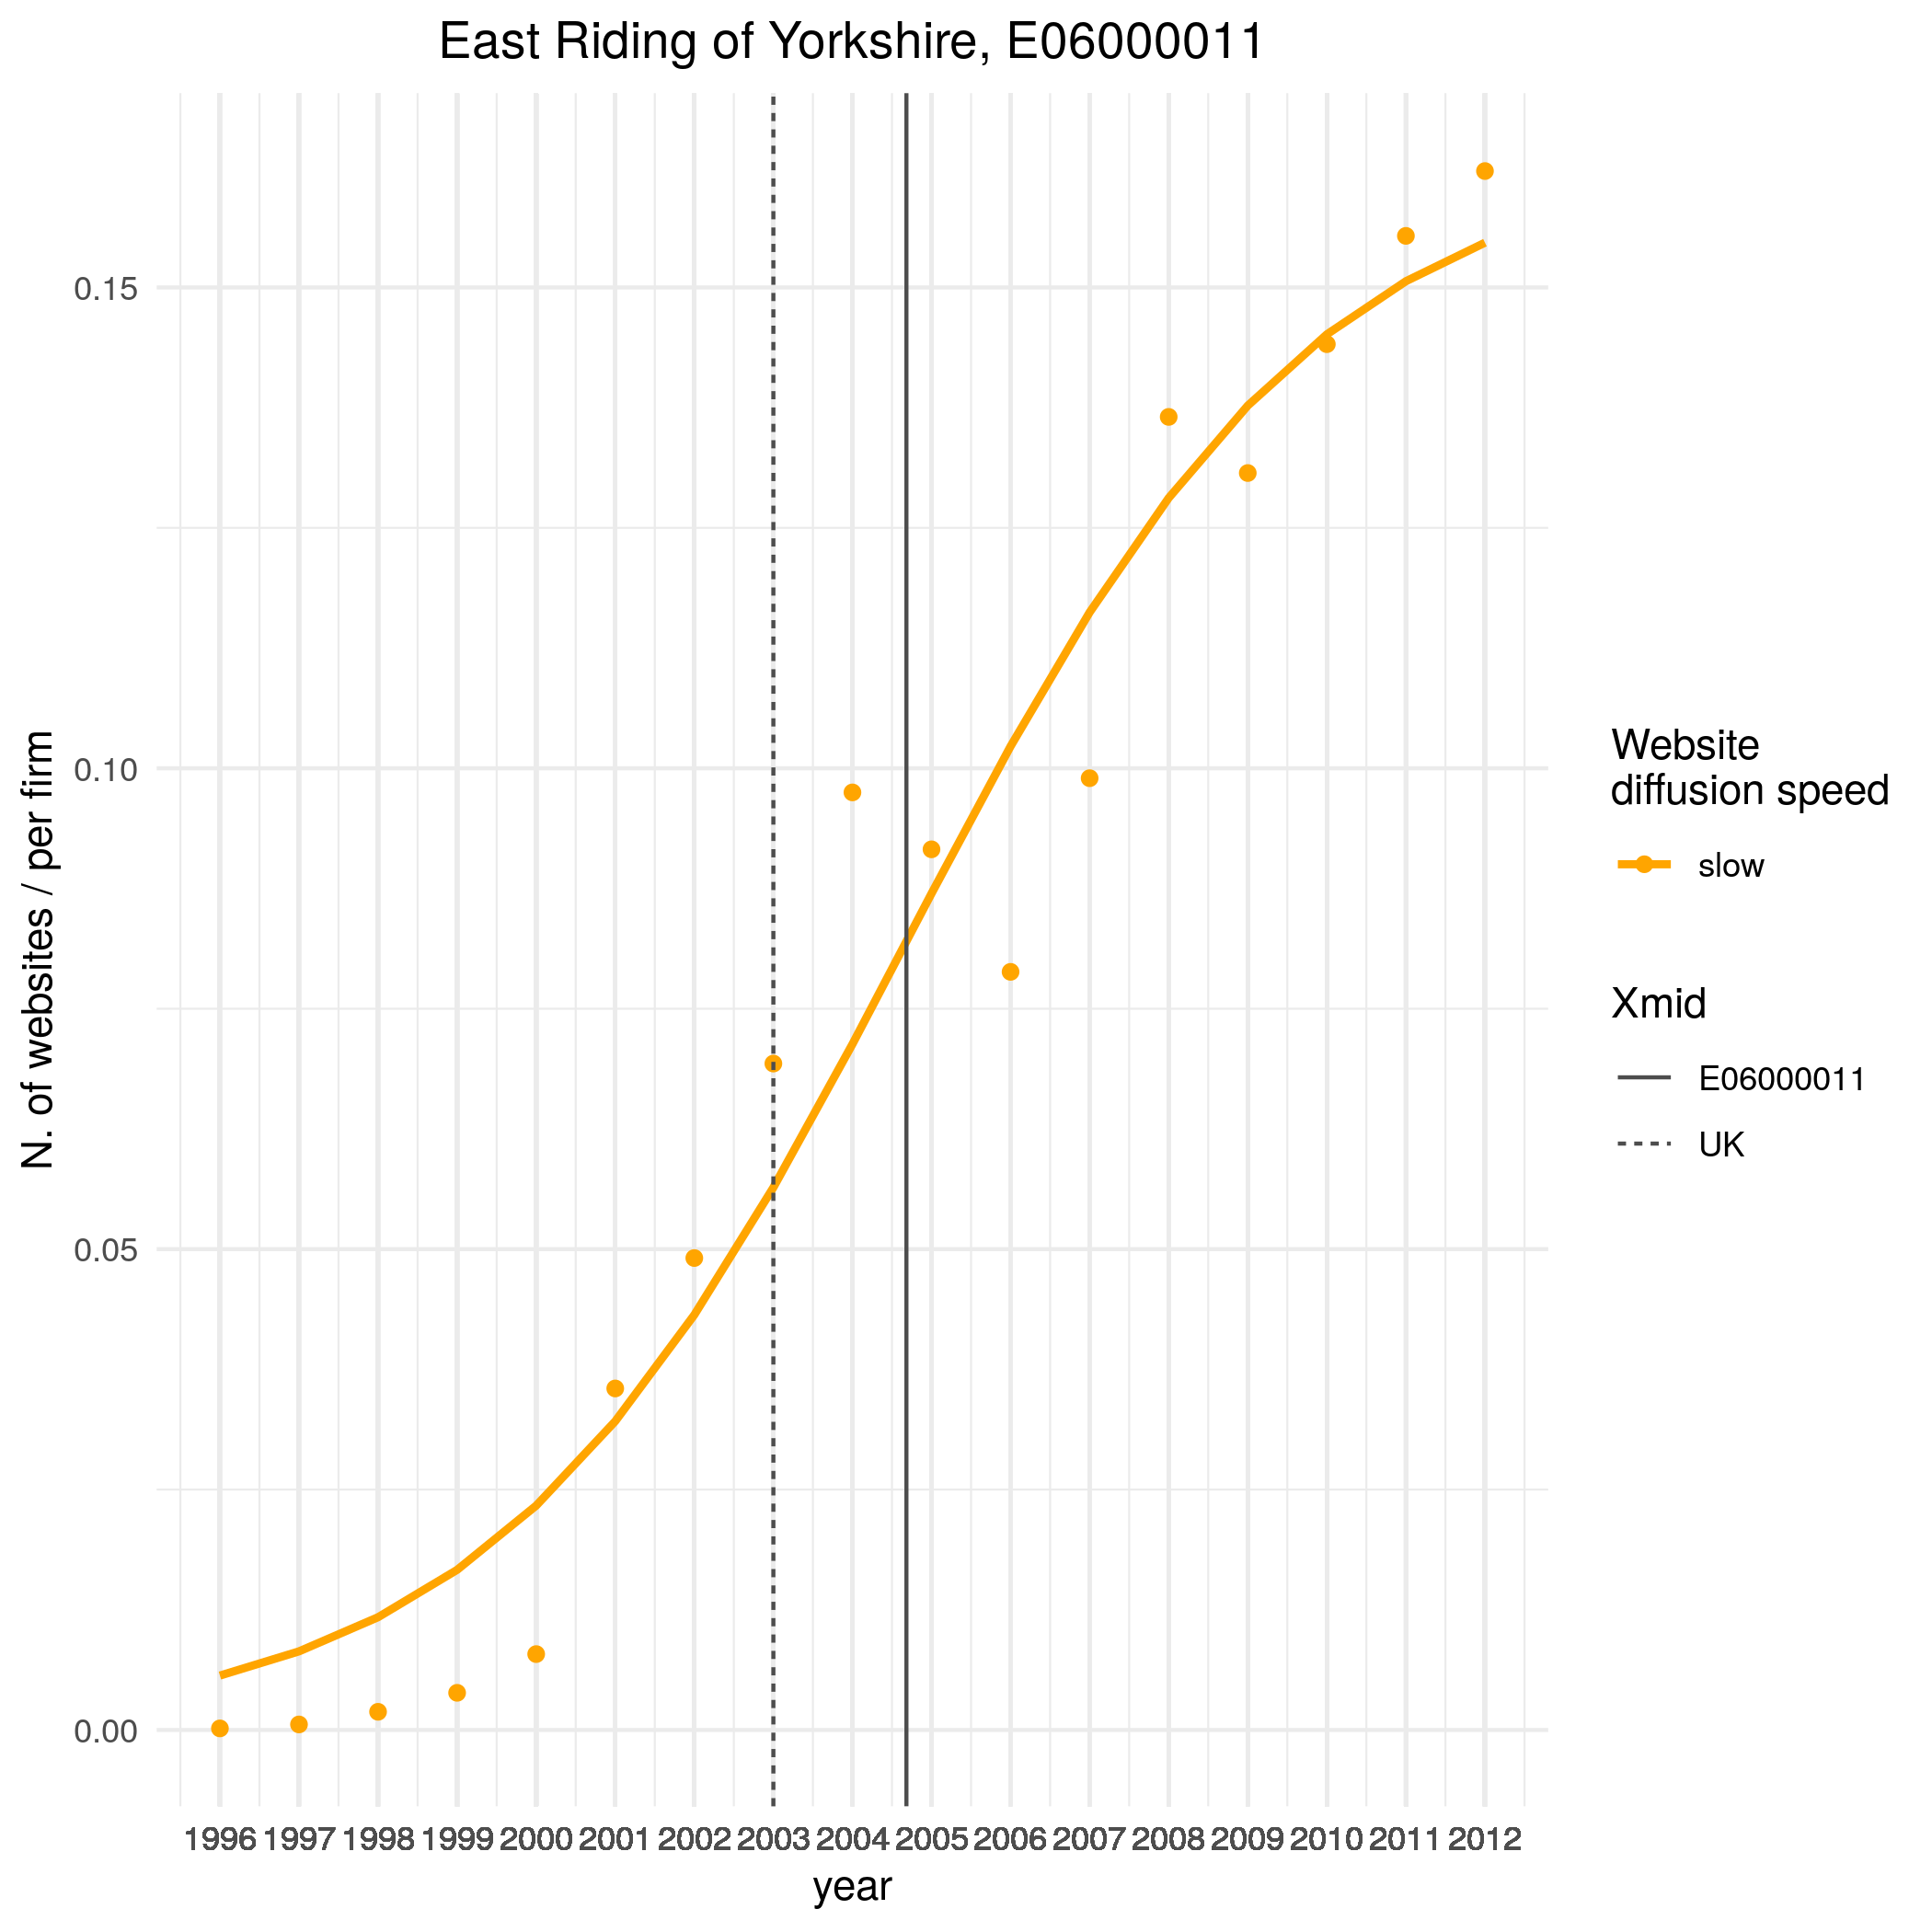 East Riding of Yorkshire, E06000011
N. of websites / per firm
0.15
0.10
0.05
0.00
1996 1997 1998 1999 2000 2001 2002 2003 2004 2005 2006 2007 2008 2009 2010 2011 2012
year
Website
diffusion speed
slow
Xmid
E06000011
UK